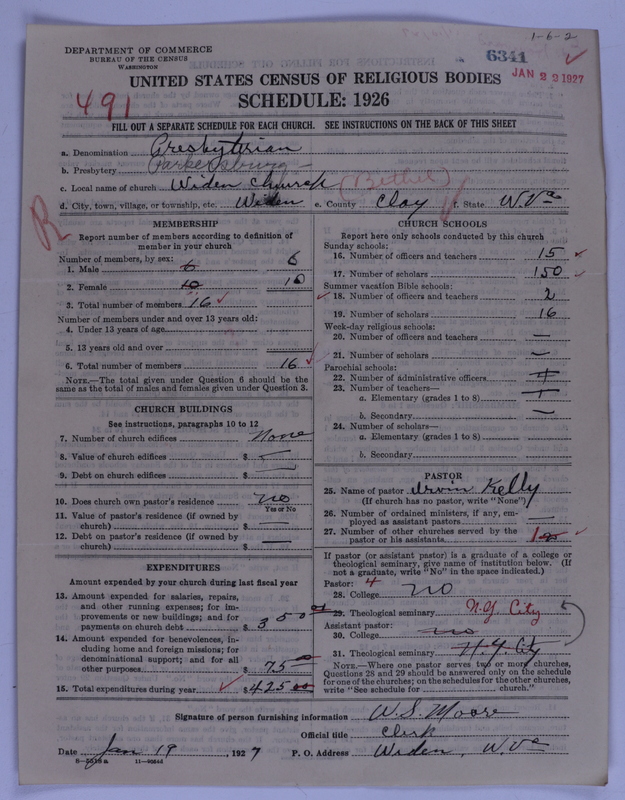 1-6-2
DEPARTMENT OF COMMERCE
BUREAU OF THE CENSUS
WASHINGTON
6341
JAN 22 1927
UNITED STATES CENSUS OF RELIGIOUS BODIES
491
SCHEDULE: 1926
FILL OUT A SEPARATE SCHEDULE FOR EACH CHURCH. SEE INSTRUCTIONS ON THE BACK OF THIS SHEET
a. Denomination Presbyterian
b. Presbytery Parkersburg
c. Local name of church Widen Church (Bethel)
d. City, town, village, or township, etc. Widen e. County Clay f. State W. Va
R
MEMBERSHIP
Report number of members according to definition of
member in your church
Number of members, by sex:
1. Male 6 6
2. Female 10 10
3. Total number of members 16
Number of members under and over 13 years old:
4. Under 13 years of age
5. 13 years old and over
6. Total number of members 16
NOTE.—The total given under Question 6 should be
the same as the total of males and females given under Question 3.
CHURCH BUILDINGS
See instructions, paragraphs 10 to 12
7. Number of church edifices None
8. Value of church edifices $ —
9. Debt on church edifices $ —
10. Does church own pastor's residence no
Yes or No
11. Value of pastor's residence (if owned by
church) $ —
12. Debt on pastor's residence (if owned by
church) $ —
EXPENDITURES
Amount expended by your church during last fiscal year
13. Amount expended for salaries, repairs,
and other running expenses; for im-
provements or new buildings; and for
payments on church debt $ 350 00
14. Amount expended for benevolences, in-
cluding home and foreign missions; for
denominational support; and for all
other purposes $ 75 00
15. Total expenditures during year $ 425 00
CHURCH SCHOOLS
Report here only schools conducted by this church
Sunday schools:
16. Number of officers and teachers 15
17. Number of scholars 150
Summer vacation Bible schools:
18. Number of officers and teachers 2
19. Number of scholars 16
Week-day religious schools:
20. Number of officers and teachers —
21. Number of scholars —
Parochial schools:
22. Number of administrative officers
23. Number of teachers—
a. Elementary (grades 1 to 8)
b. Secondary —
24. Number of scholars—
a. Elementary (grades 1 to 8)
b. Secondary
PASTOR
25. Name of pastor Urvin Kelly
(If church has no pastor, write "None")
26. Number of ordained ministers, if any, em-
ployed as assistant pastors —
27. Number of other churches served by the
pastor or his assistants 1
If pastor (or assistant pastor) is a graduate of a college or
theological seminary, give name of institution below. (If
not a graduate, write "No" in the space indicated.)
Pastor: 4
28. College no
29. Theological seminary N.Y. City
Assistant pastor:
30. College no
31. Theological seminary N.Y. City
NOTE.—Where one pastor serves two or more churches,
Questions 28 and 29 should be answered only on the schedule
for one of the churches; on the schedules for the other churches,
write "See schedule for church."
Signature of person furnishing information W. S. Moore
Official title Clerk
Date Jan 19, 1927 P. O. Address Widen, W. Va